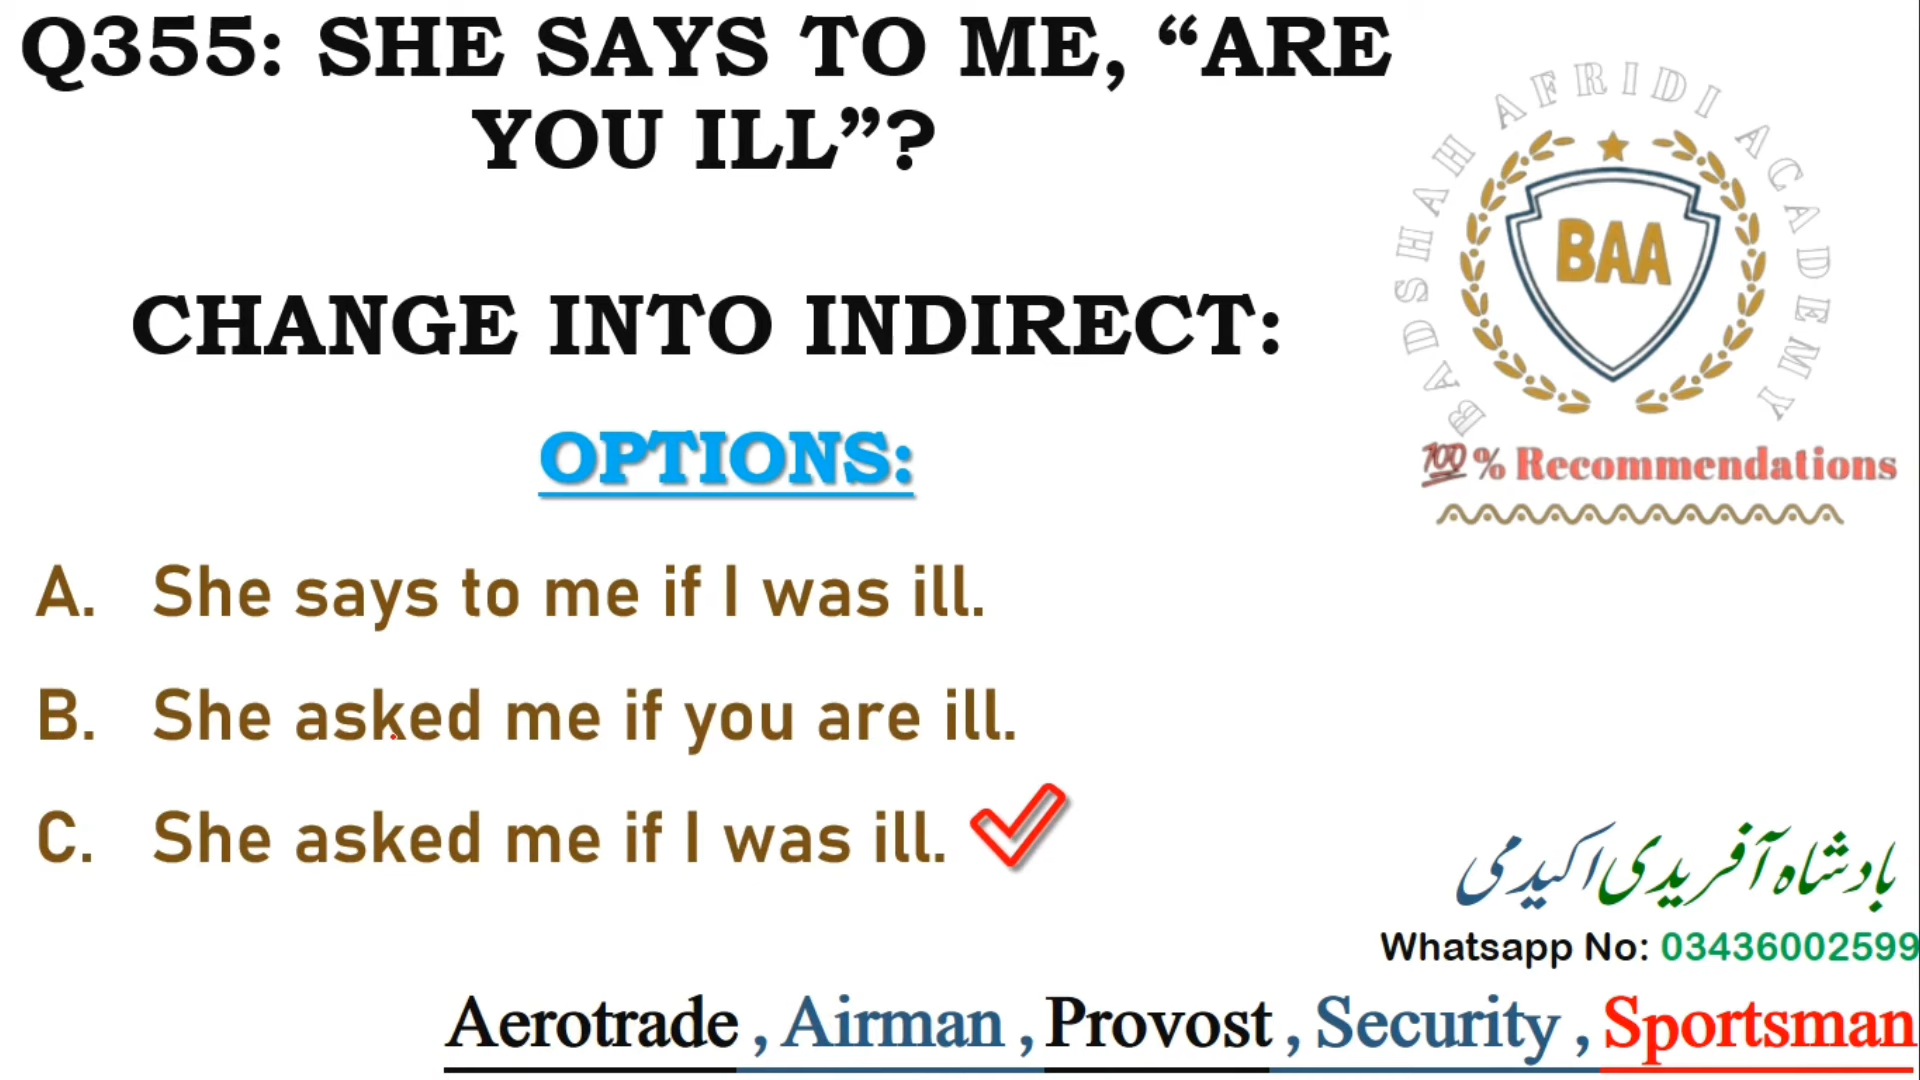 Q355: SHE SAYS TO ME, “ARE
YOU ILL”?
CHANGE INTO INDIRECT:
OPTIONS:
A. She says to me if I was ill.
B. She asked me if you are ill.
C. She asked me if I was ill.
BADSHAH AFRIDI ACADEMY
BAA
100% Recommendations
بادشاہ آفریدی اکیڈمی
Whatsapp No: 03436002599
Aerotrade , Airman , Provost , Security , Sportsman